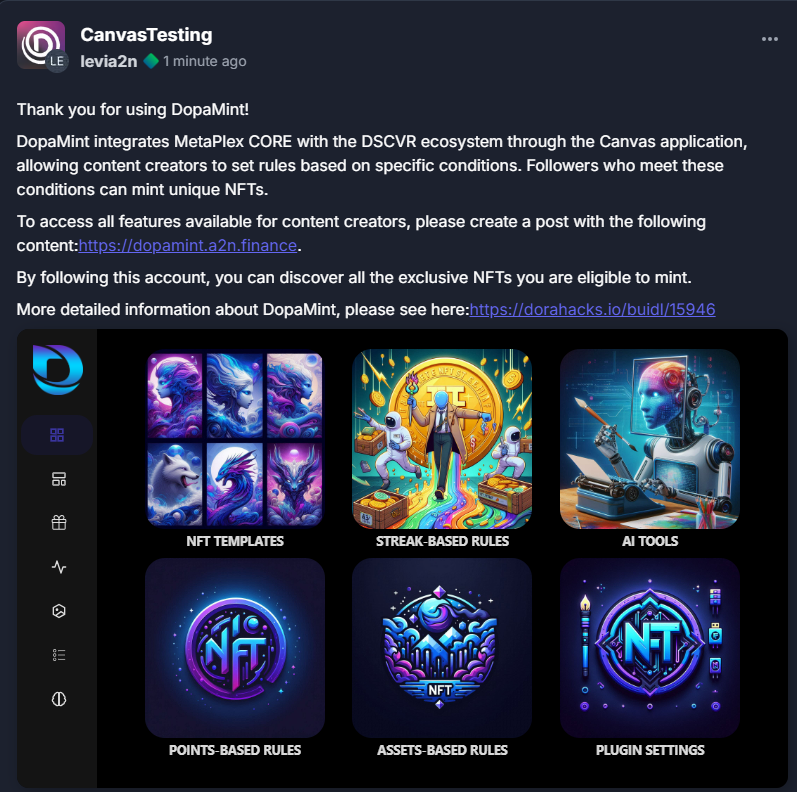 CanvasTesting
LE
levia2n 1 minute ago
Thank you for using DopaMint!
DopaMint integrates MetaPlex CORE with the DSCVR ecosystem through the Canvas application,
allowing content creators to set rules based on specific conditions. Followers who meet these
conditions can mint unique NFTs.
To access all features available for content creators, please create a post with the following
content:https://dopamint.a2n.finance.
By following this account, you can discover all the exclusive NFTs you are eligible to mint.
More detailed information about DopaMint, please see here:https://dorahacks.io/buidl/15946
NFT TEMPLATES
STREAK-BASED RULES
AI TOOLS
NFT
NFT
NT
POINTS-BASED RULES
ASSETS-BASED RULES
PLUGIN SETTINGS